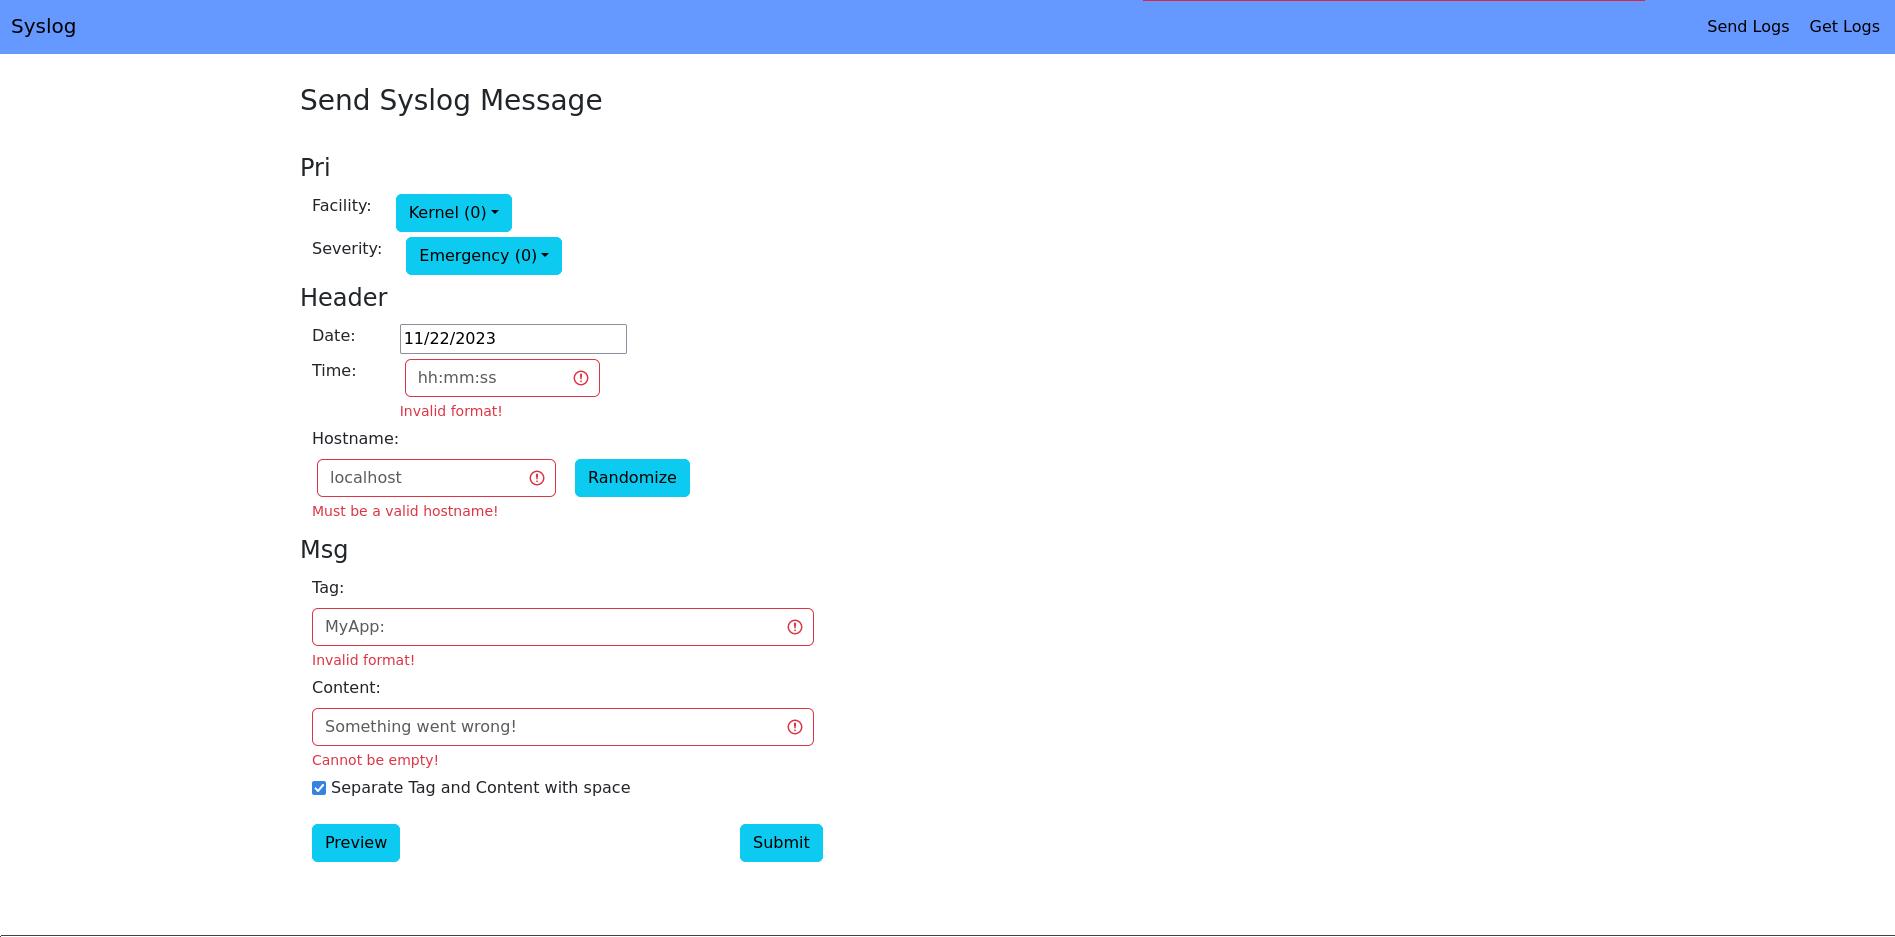 Syslog
Send Logs Get Logs
Send Syslog Message
Pri
Facility: Kernel (0)
Severity: Emergency (0)
Header
Date: 11/22/2023
Time: hh:mm:ss
Invalid format!
Hostname:
localhost Randomize
Must be a valid hostname!
Msg
Tag:
MyApp:
Invalid format!
Content:
Something went wrong!
Cannot be empty!
Separate Tag and Content with space
Preview Submit